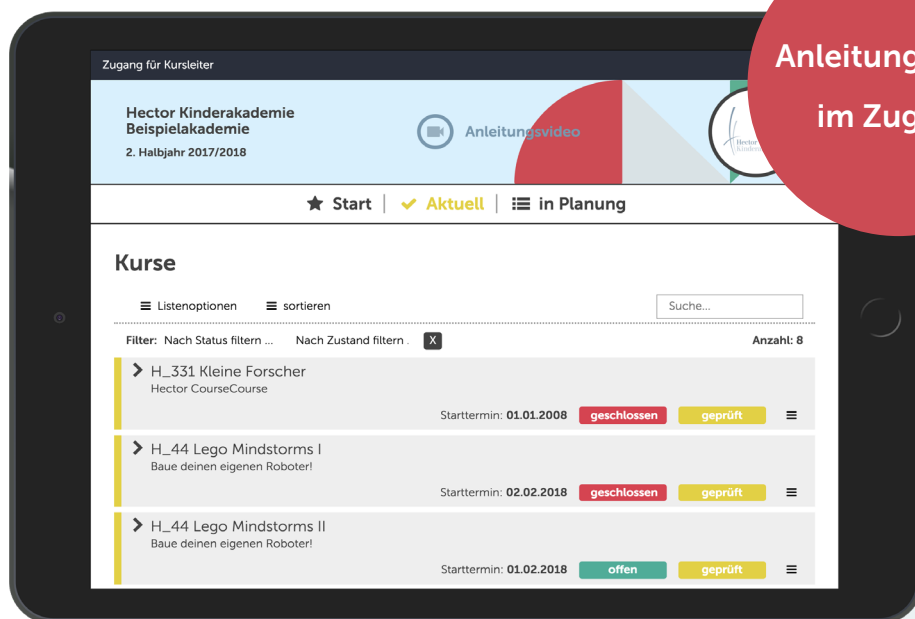 Anleitung
im Zug
Zugang für Kursleiter
Hector Kinderakademie
Beispielakademie
2. Halbjahr 2017/2018
Anleitungsvideo
Hector
Kinder
Start | Aktuell | in Planung
Kurse
Listenoptionen sortieren Suche...
Filter: Nach Status filtern ... Nach Zustand filtern . X Anzahl: 8
H_331 Kleine Forscher
Hector CourseCourse
Starttermin: 01.01.2008 geschlossen geprüft
H_44 Lego Mindstorms I
Baue deinen eigenen Roboter!
Starttermin: 02.02.2018 geschlossen geprüft
H_44 Lego Mindstorms II
Baue deinen eigenen Roboter!
Starttermin: 01.02.2018 offen geprüft